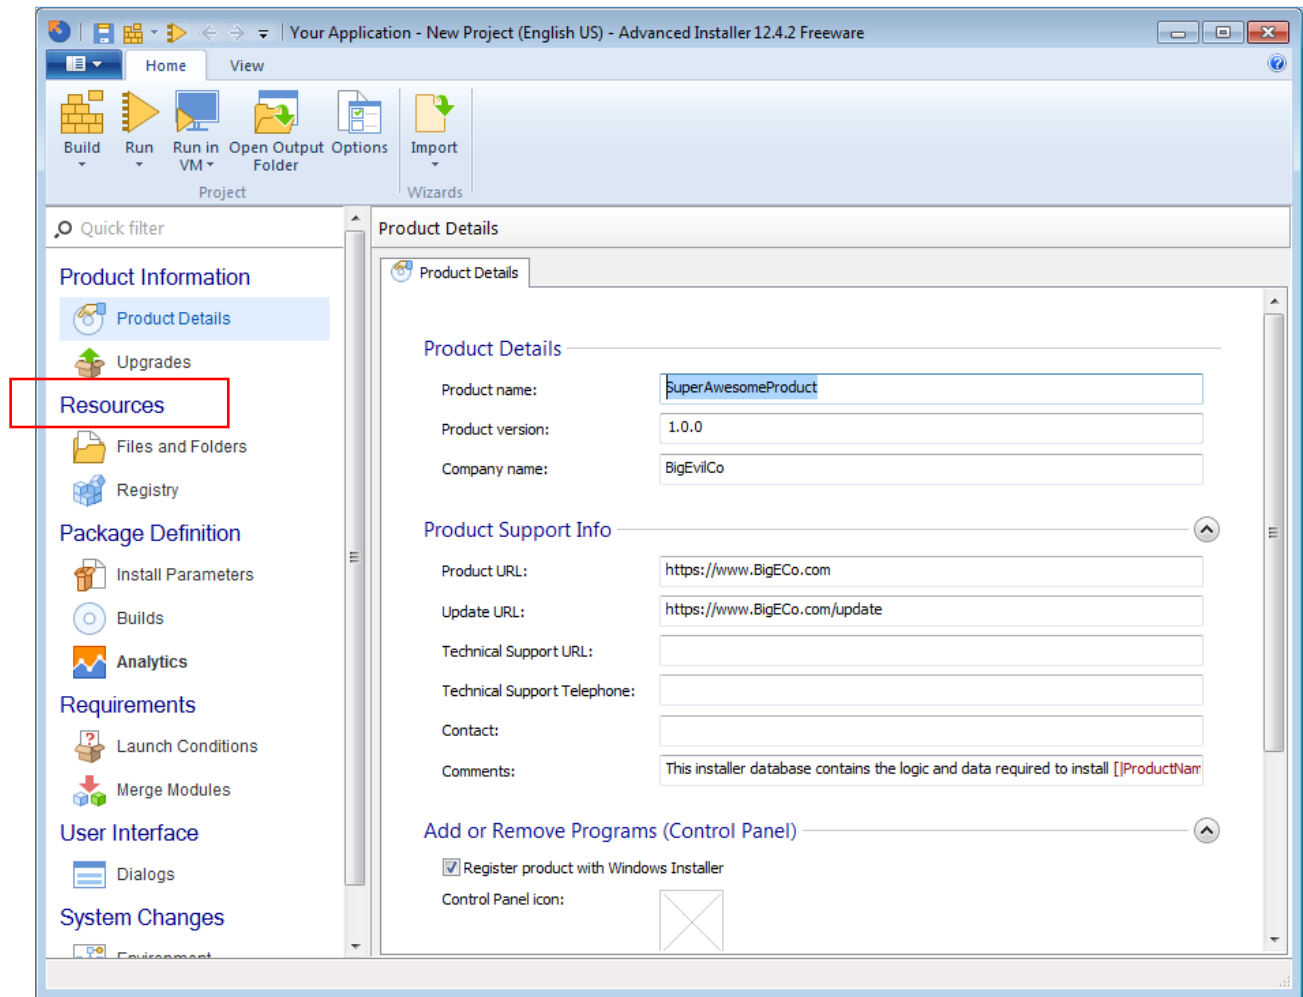 Your Application - New Project (English US) - Advanced Installer 12.4.2 Freeware
Home View
Build Run Run in VM Open Output Folder Options Import
Project Wizards
Quick filter
Product Information
Product Details
Upgrades
Resources
Files and Folders
Registry
Package Definition
Install Parameters
Builds
Analytics
Requirements
Launch Conditions
Merge Modules
User Interface
Dialogs
System Changes
Environment
Product Details
Product Details
Product Details
Product name: SuperAwesomeProduct
Product version: 1.0.0
Company name: BigEvilCo
Product Support Info
Product URL: https://www.BigECo.com
Update URL: https://www.BigECo.com/update
Technical Support URL:
Technical Support Telephone:
Contact:
Comments: This installer database contains the logic and data required to install [|ProductNam
Add or Remove Programs (Control Panel)
Register product with Windows Installer
Control Panel icon: